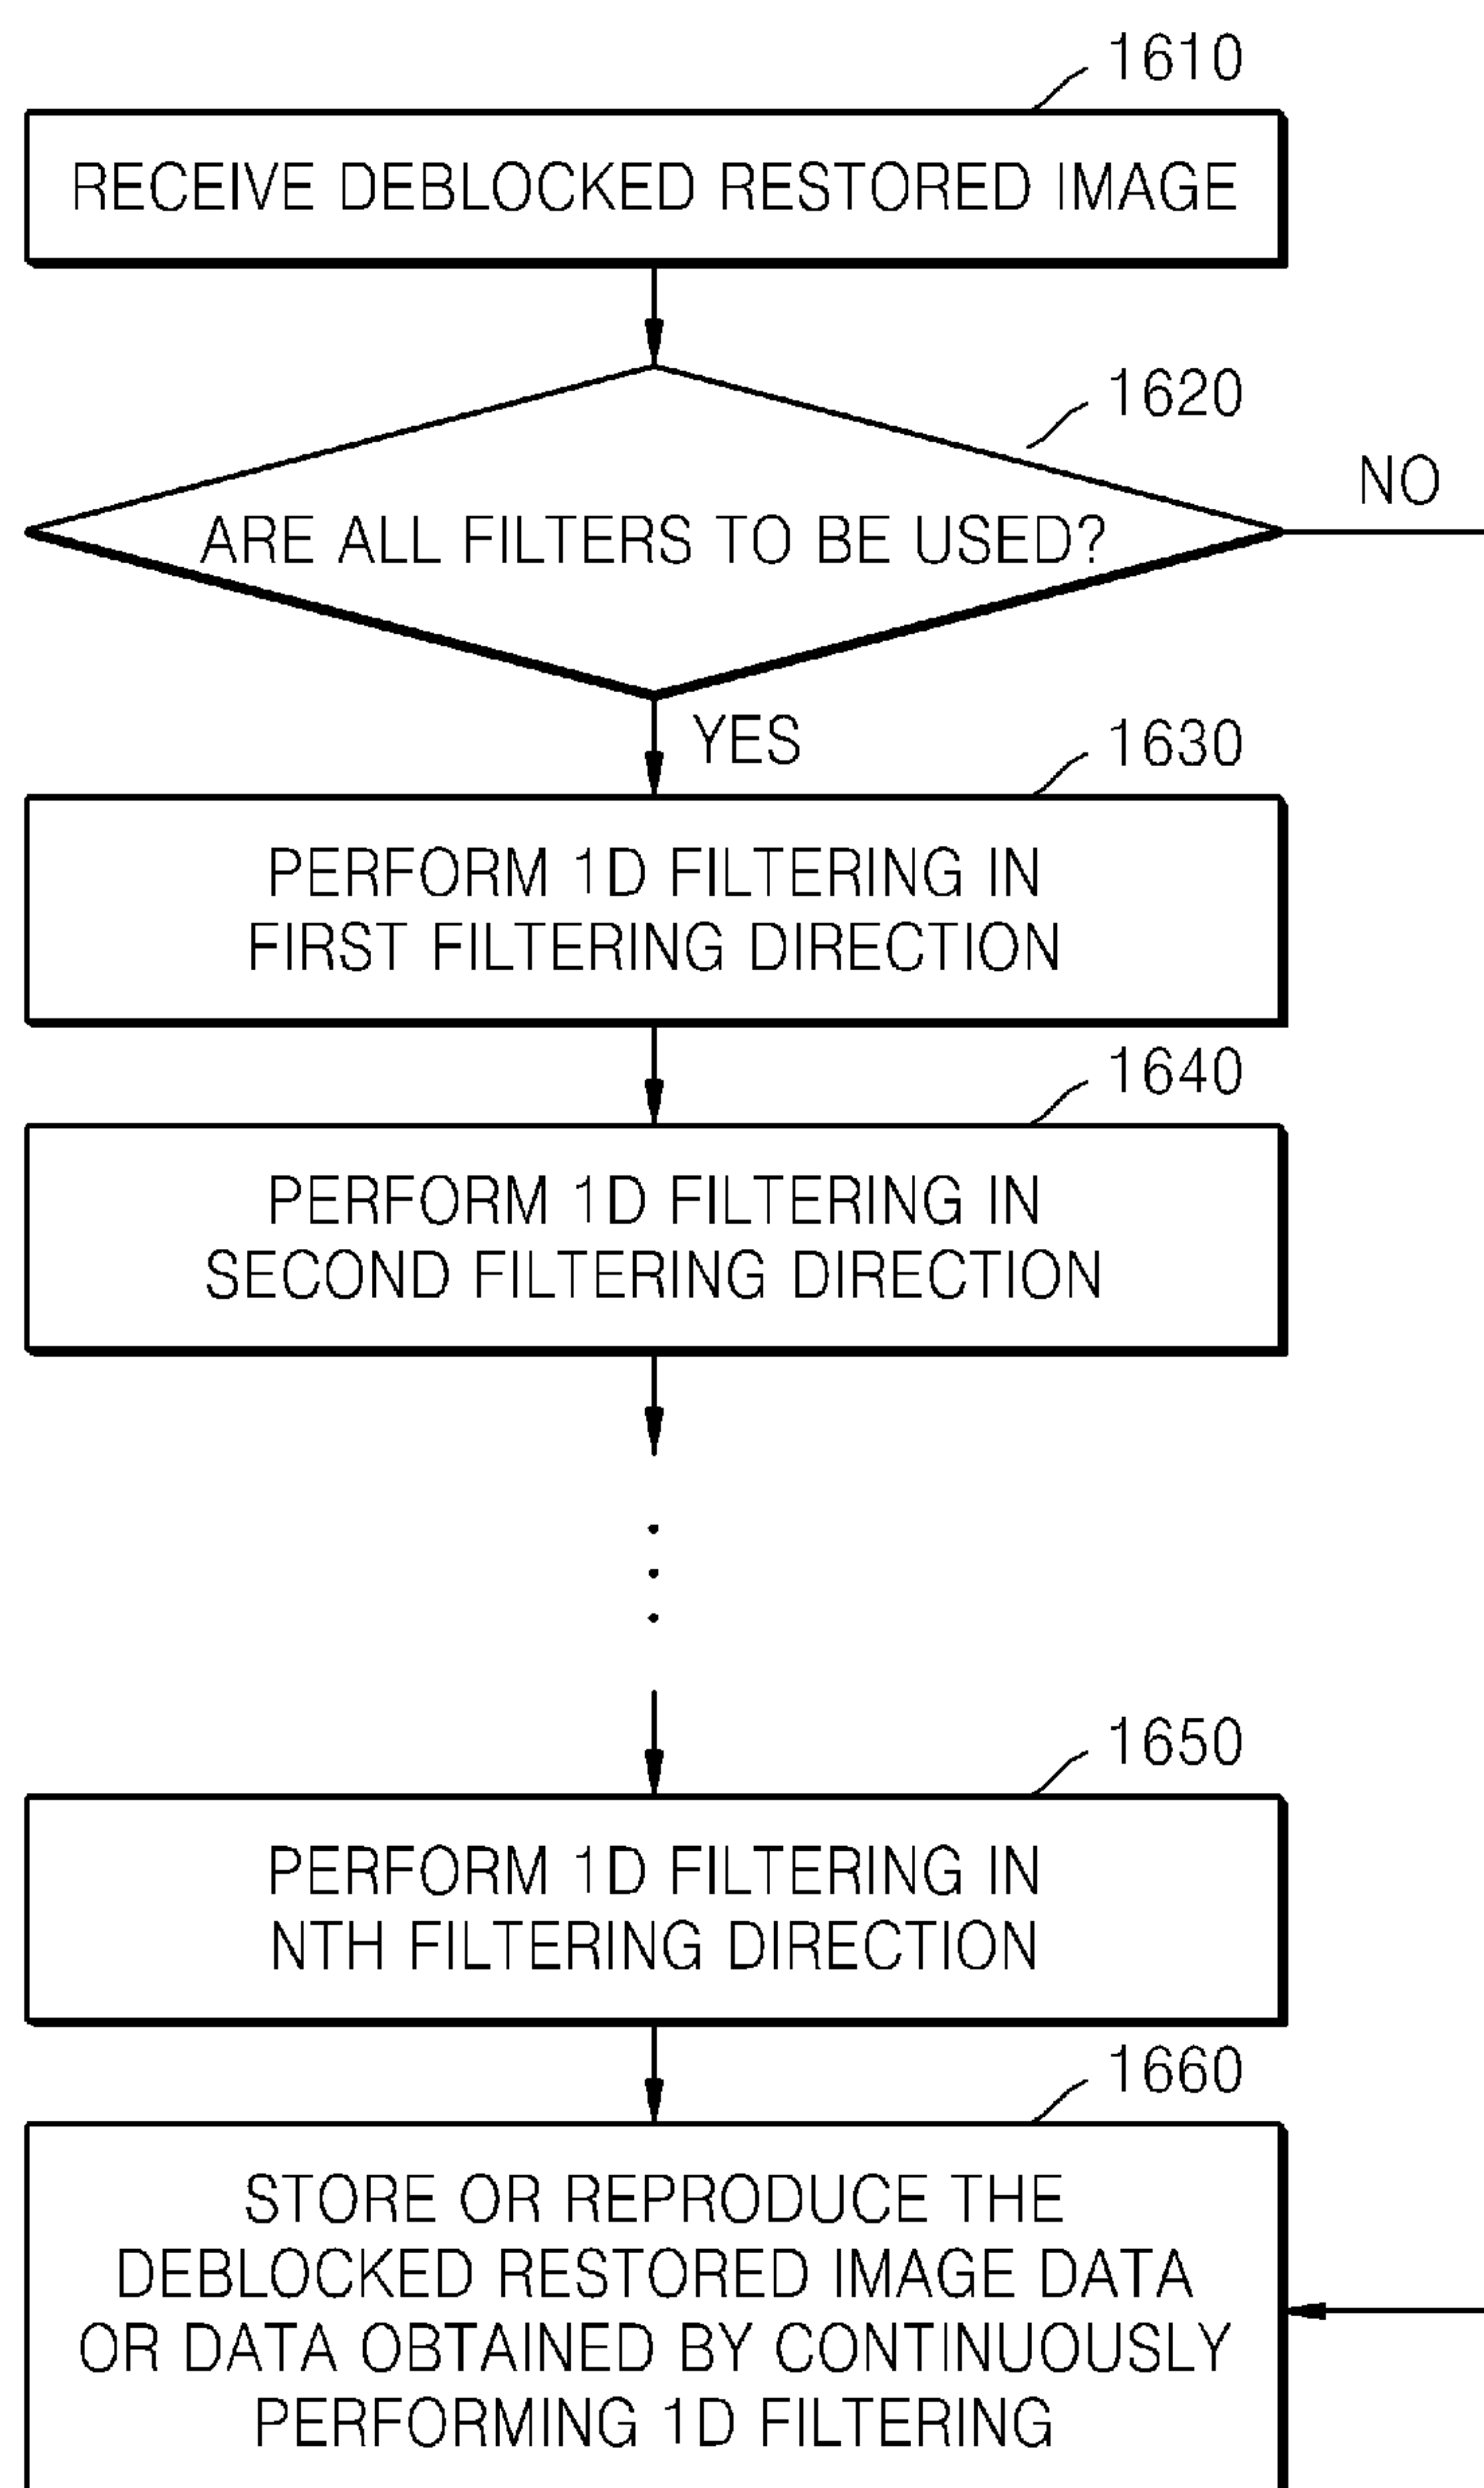 1610
RECEIVE DEBLOCKED RESTORED IMAGE
1620
NO
ARE ALL FILTERS TO BE USED?
YES
1630
PERFORM 1D FILTERING IN
FIRST FILTERING DIRECTION
1640
PERFORM 1D FILTERING IN
SECOND FILTERING DIRECTION
1650
PERFORM 1D FILTERING IN
NTH FILTERING DIRECTION
1660
STORE OR REPRODUCE THE
DEBLOCKED RESTORED IMAGE DATA
OR DATA OBTAINED BY CONTINUOUSLY
PERFORMING 1D FILTERING